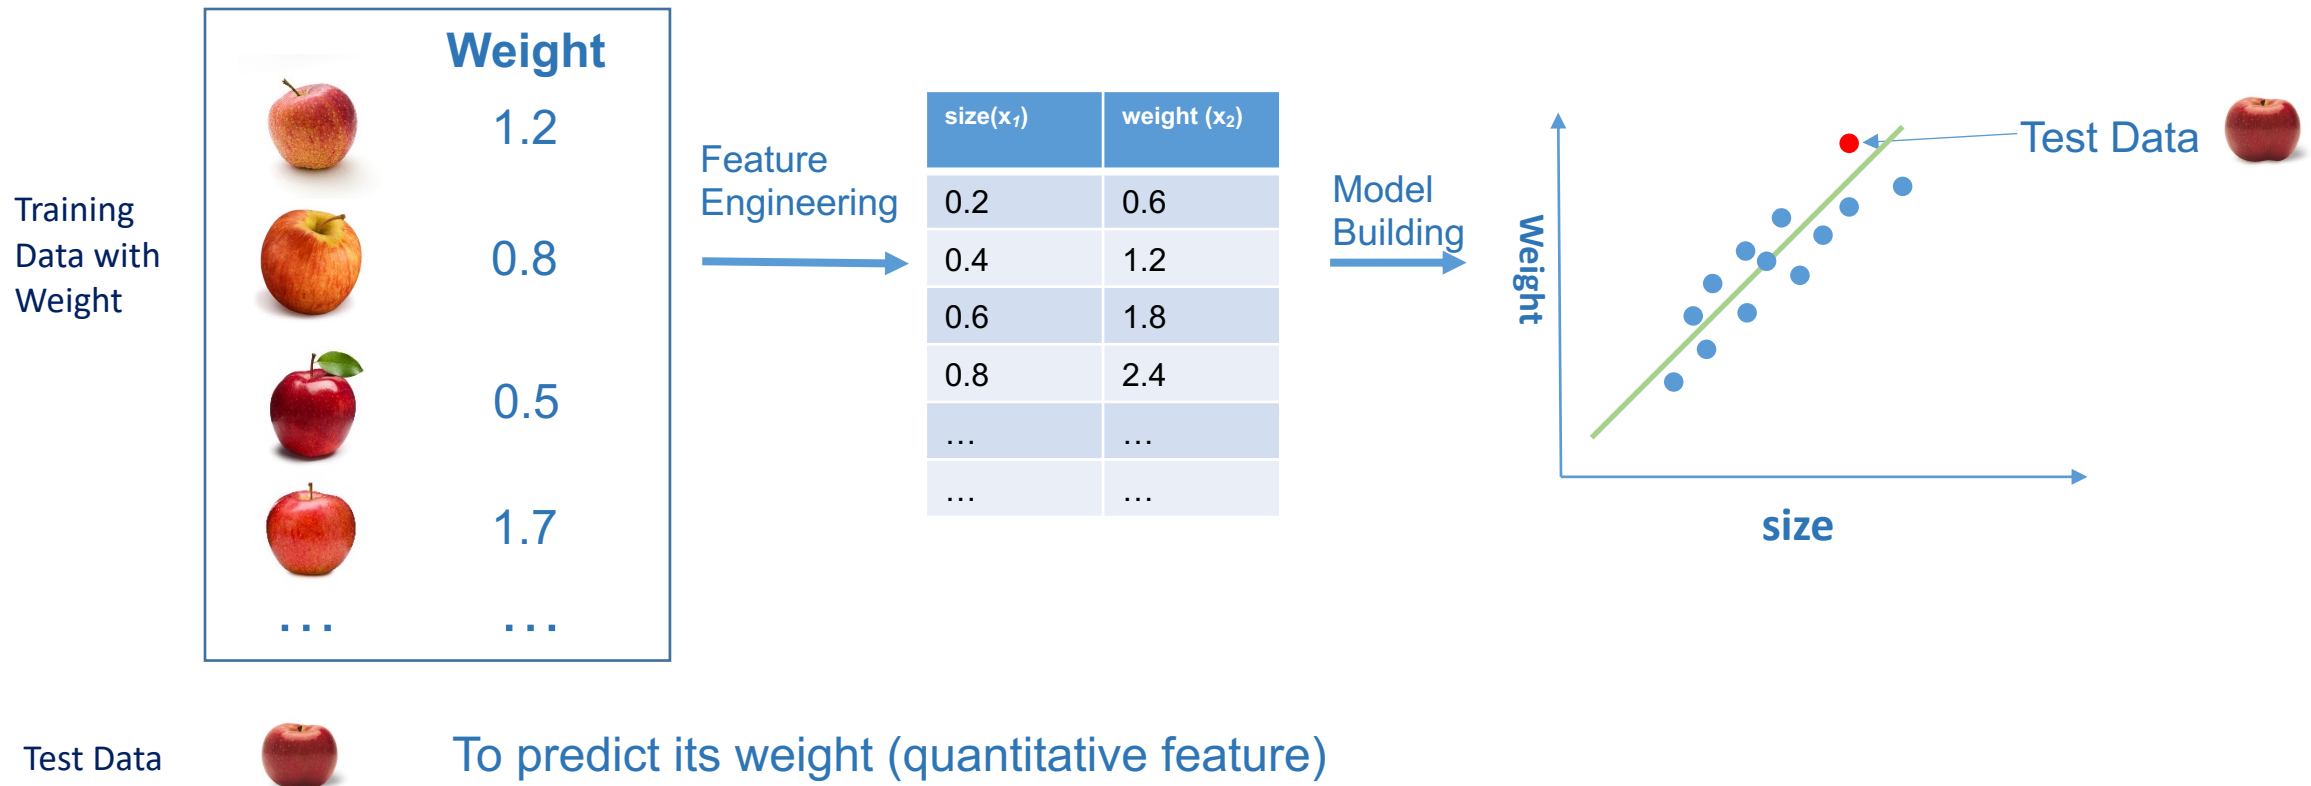 Training
Data with
Weight
Weight
1.2
0.8
0.5
1.7
... ...
Feature
Engineering
size(x1) weight (x2)
0.2 0.6
0.4 1.2
0.6 1.8
0.8 2.4
... ...
... ...
Model
Building
Weight
size
Test Data
Test Data
To predict its weight (quantitative feature)